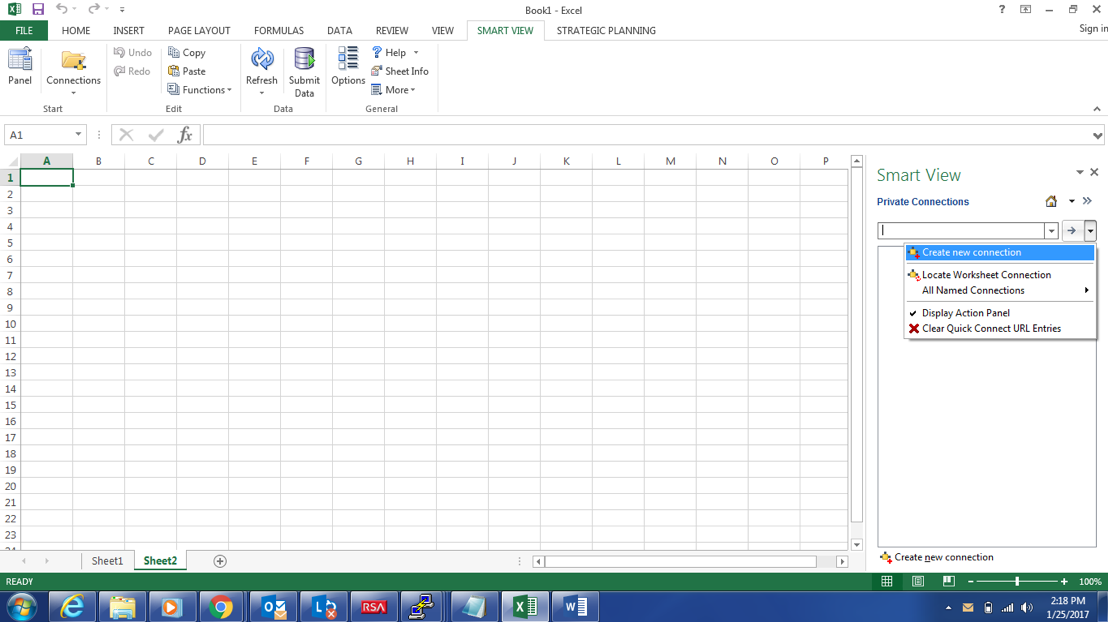 Book1 - Excel
?
FILE HOME INSERT PAGE LAYOUT FORMULAS DATA REVIEW VIEW SMART VIEW STRATEGIC PLANNING Sign in
Panel
Connections
Undo
Redo
Copy
Paste
Functions
Refresh
Submit
Data
Options
Help
Sheet Info
More
Start Edit Data General
A1
fx
A B C D E F G H I J K L M N O P
1
2
3
4
5
6
7
8
9
10
11
12
13
14
15
16
17
18
19
20
21
22
23
24
Smart View
Private Connections
Create new connection
Locate Worksheet Connection
All Named Connections
Display Action Panel
Clear Quick Connect URL Entries
Create new connection
Sheet1 Sheet2
READY
100%
RSA
2:18 PM
1/25/2017